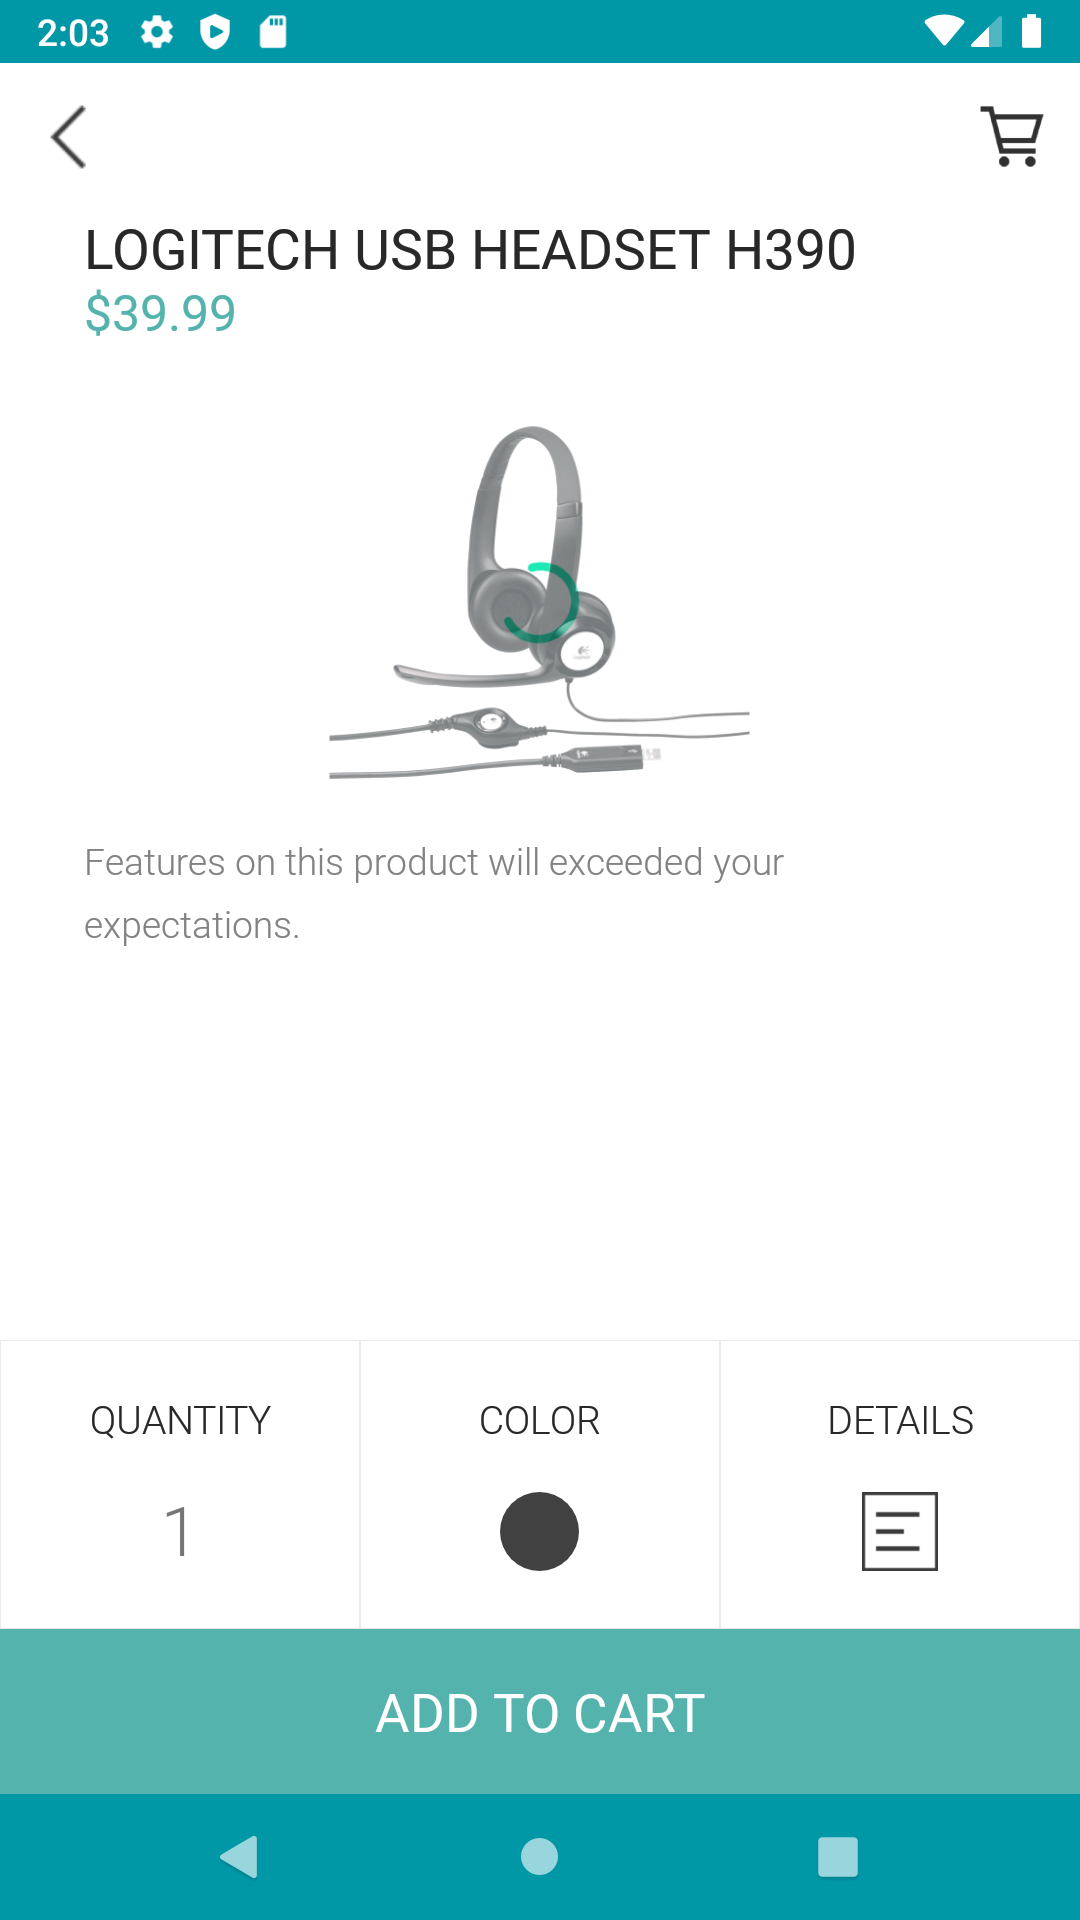 2:03
LOGITECH USB HEADSET H390
$39.99
Features on this product will exceeded your
expectations.
QUANTITY
COLOR
DETAILS
1
ADD TO CART